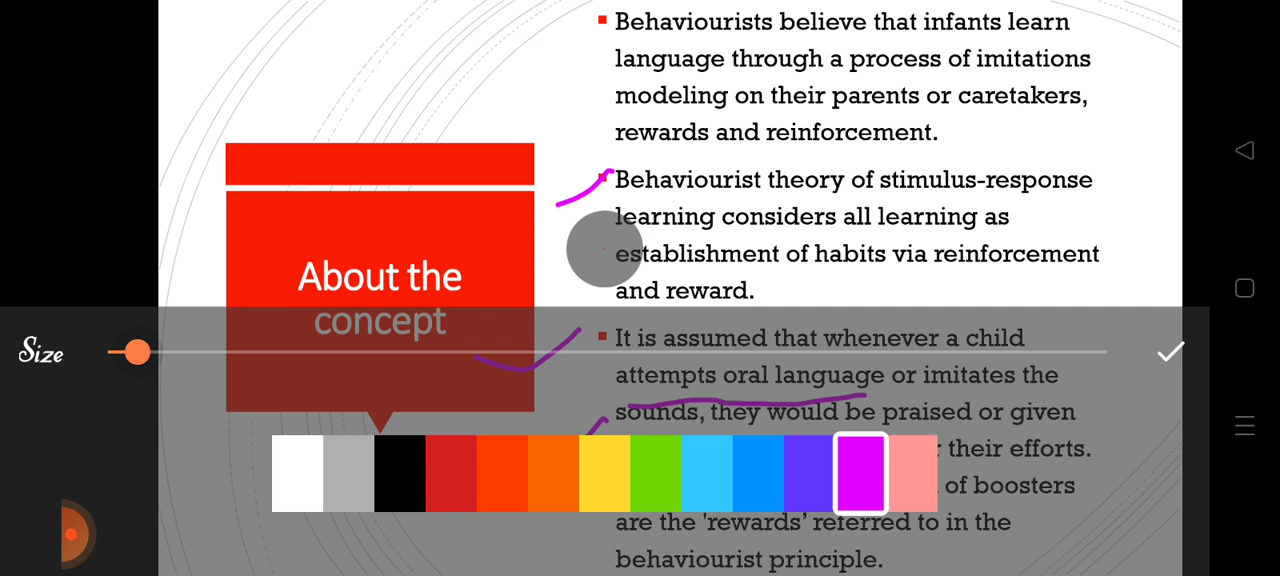 Behaviourists believe that infants learn
language through a process of imitations
modeling on their parents or caretakers,
rewards and reinforcement.
Behaviourist theory of stimulus-response
learning considers all learning as
establishment of habits via reinforcement
and reward.
About the
concept
It is assumed that whenever a child
attempts oral language or imitates the
sounds, they would be praised or given
their efforts.
of boosters
are the 'rewards' referred to in the
behaviourist principle.
Size